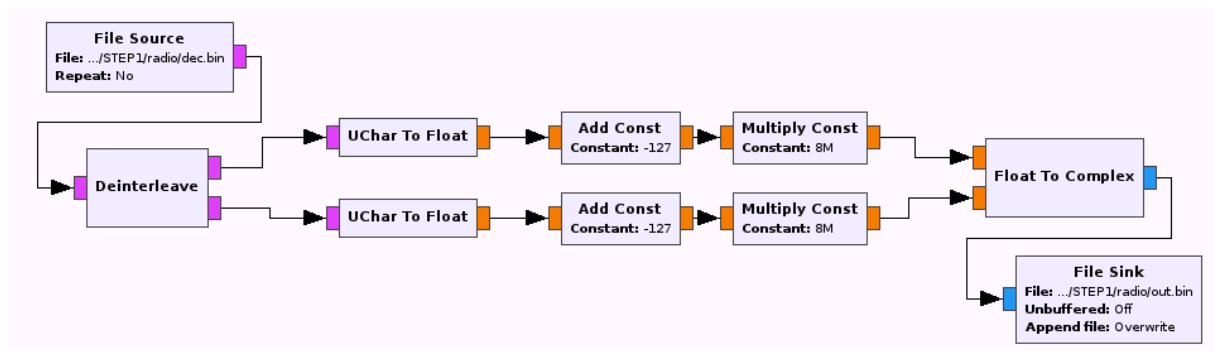 File Source
File: .../STEP1/radio/dec.bin
Repeat: No
Deinterleave
UChar To Float
Add Const
Constant: -127
Multiply Const
Constant: 8M
UChar To Float
Add Const
Constant: -127
Multiply Const
Constant: 8M
Float To Complex
File Sink
File: .../STEP1/radio/out.bin
Unbuffered: Off
Append file: Overwrite